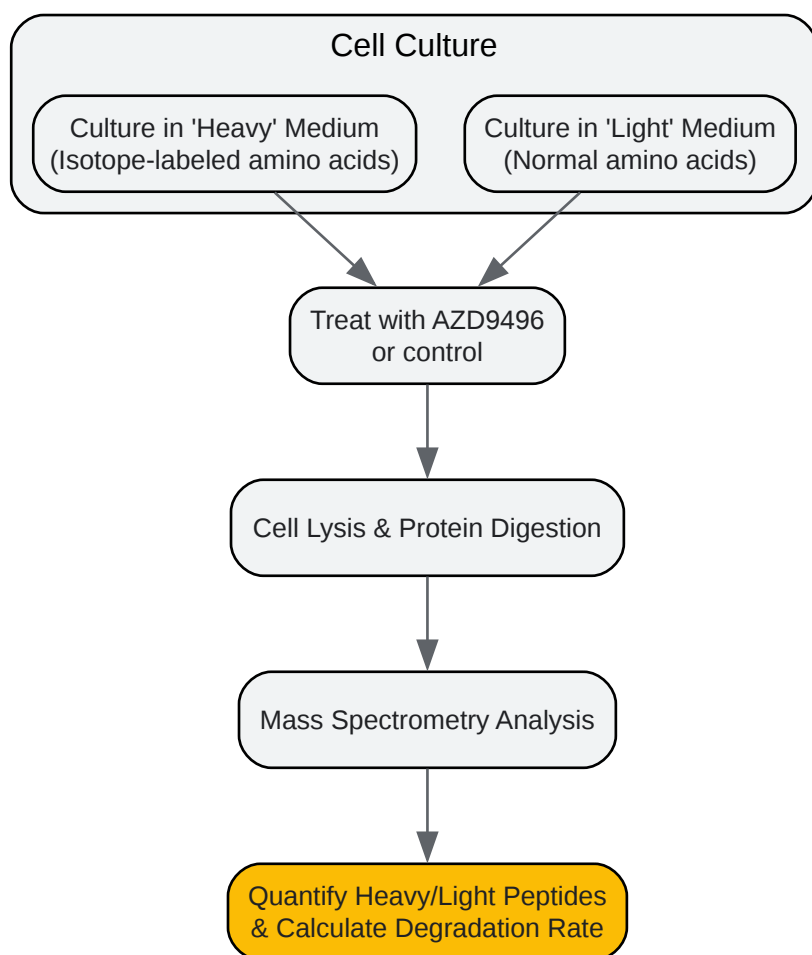 Cell Culture
Culture in 'Heavy' Medium
(Isotope-labeled amino acids)
Culture in 'Light' Medium
(Normal amino acids)
Treat with AZD9496
or control
Cell Lysis & Protein Digestion
Mass Spectrometry Analysis
Quantify Heavy/Light Peptides
& Calculate Degradation Rate